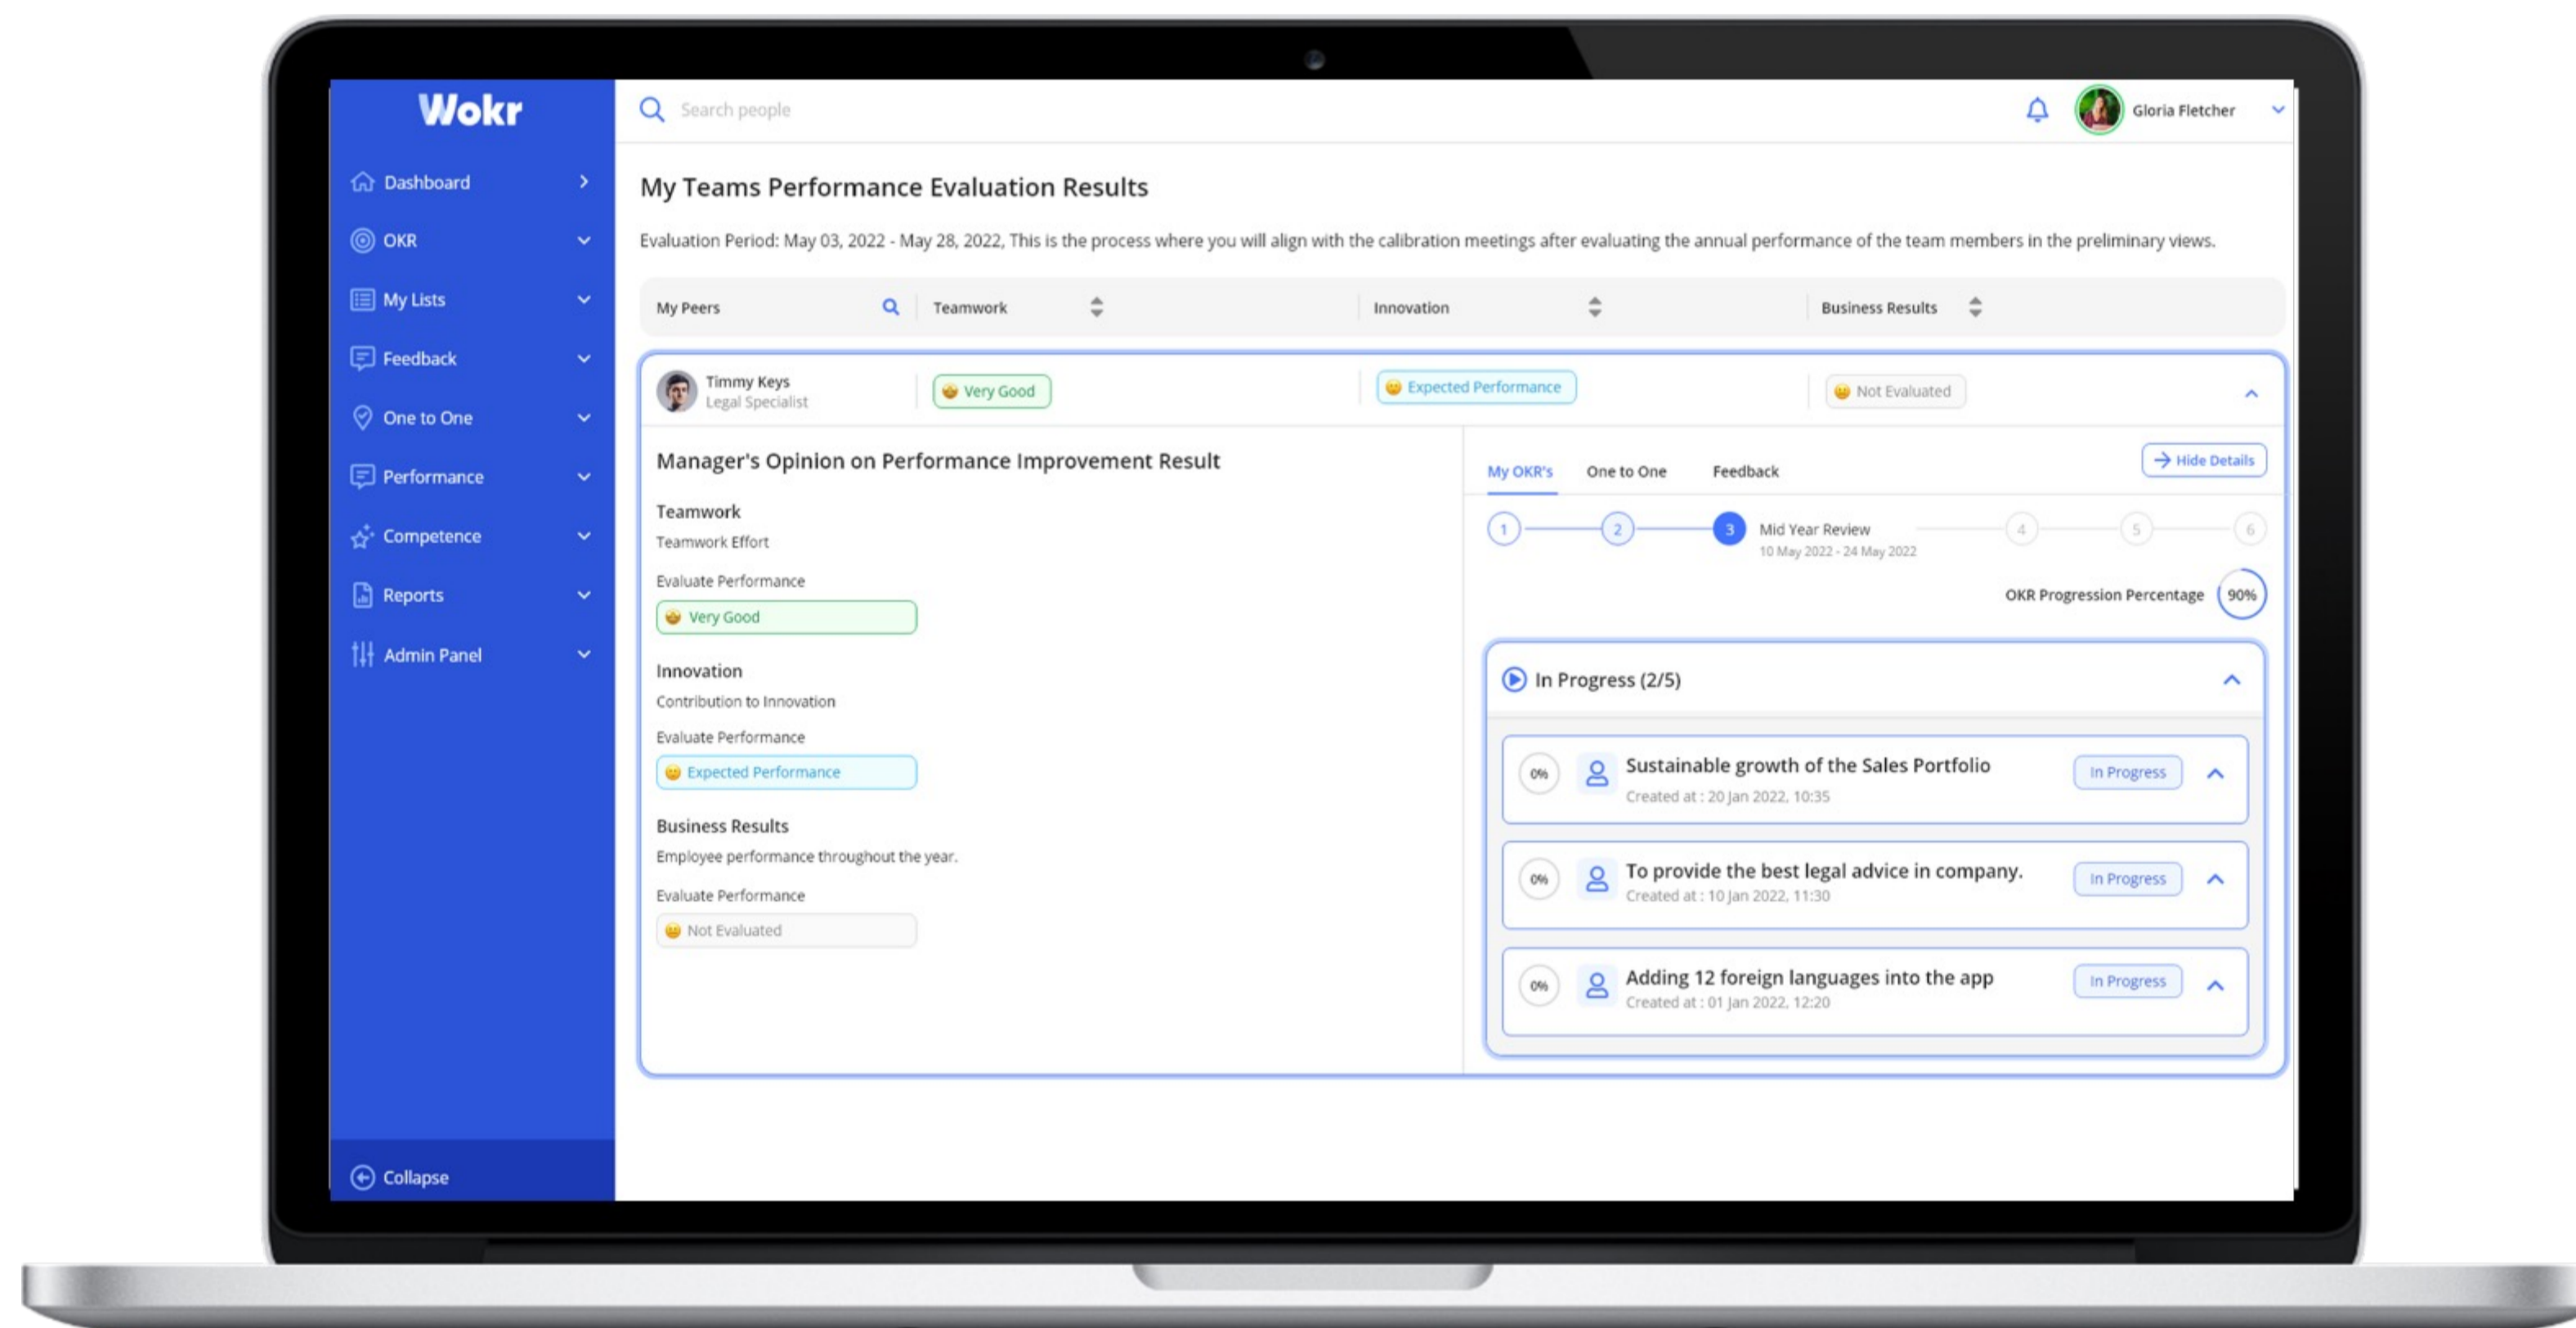 Wokr
Search people
Gloria Fletcher
Dashboard
OKR
My Lists
Feedback
One to One
Performance
Competence
Reports
Admin Panel
Collapse
My Teams Performance Evaluation Results
Evaluation Period: May 03, 2022 - May 28, 2022, This is the process where you will align with the calibration meetings after evaluating the annual performance of the team members in the preliminary views.
My Peers Teamwork Innovation Business Results
Timmy Keys
Legal Specialist
Very Good
Expected Performance
Not Evaluated
Manager's Opinion on Performance Improvement Result
Teamwork
Teamwork Effort
Evaluate Performance
Very Good
Innovation
Contribution to Innovation
Evaluate Performance
Expected Performance
Business Results
Employee performance throughout the year.
Evaluate Performance
Not Evaluated
My OKR's One to One Feedback
Hide Details
1 2 3 Mid Year Review 4 5 6
10 May 2022 - 24 May 2022
OKR Progression Percentage 90%
In Progress (2/5)
0% Sustainable growth of the Sales Portfolio In Progress
Created at : 20 Jan 2022, 10:35
0% To provide the best legal advice in company. In Progress
Created at : 10 Jan 2022, 11:30
0% Adding 12 foreign languages into the app In Progress
Created at : 01 Jan 2022, 12:20